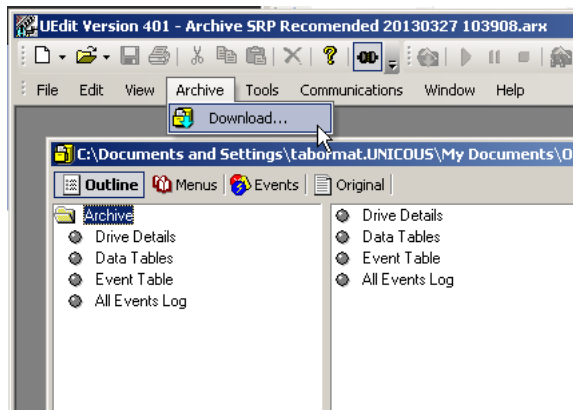 UEdit Version 401 - Archive SRP Recomended 20130327 103908.arx
File Edit View Archive Tools Communications Window Help
Download...
C:\Documents and Settings\tabormat.UNICOUS\My Documents\O
Outline Menus Events Original
Archive
Drive Details
Data Tables
Event Table
All Events Log
Drive Details
Data Tables
Event Table
All Events Log